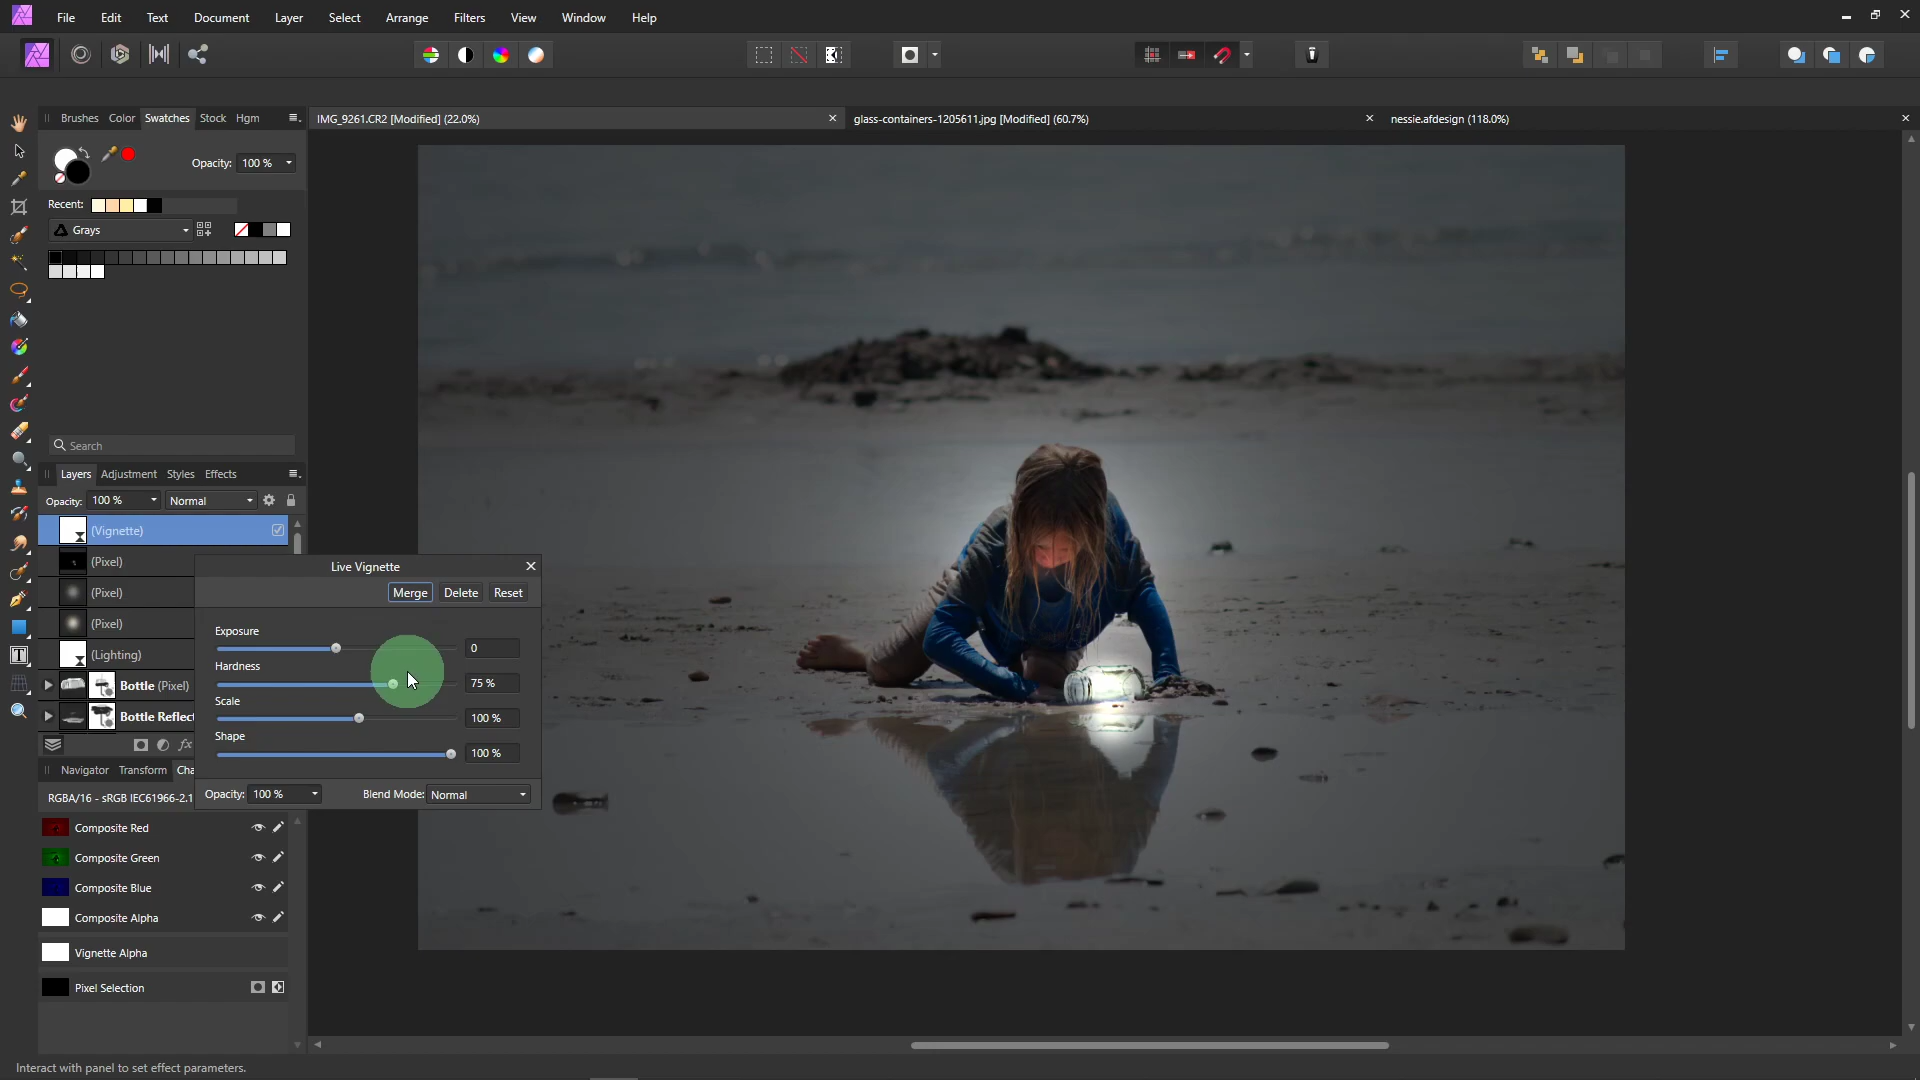 File Edit Text Document Layer Select Arrange Filters View Window Help
Brushes Color Swatches Stock Hgm
IMG_9261.CR2 [Modified] (22.0%)
glass-containers-1205611.jpg [Modified] (60.7%)
nessie.afdesign (118.0%)
Opacity: 100 %
Recent:
Grays
Search
Layers Adjustment Styles Effects
Opacity: 100 % Normal
(Vignette)
(Pixel)
(Pixel)
(Pixel)
(Lighting)
Bottle (Pixel)
Bottle Reflect
Live Vignette
Merge Delete Reset
Exposure
0
Hardness
75 %
Scale
100 %
Shape
100 %
Opacity: 100 % Blend Mode: Normal
Navigator Transform Cha
RGBA/16 - sRGB IEC61966-2.1
Composite Red
Composite Green
Composite Blue
Composite Alpha
Vignette Alpha
Pixel Selection
Interact with panel to set effect parameters.